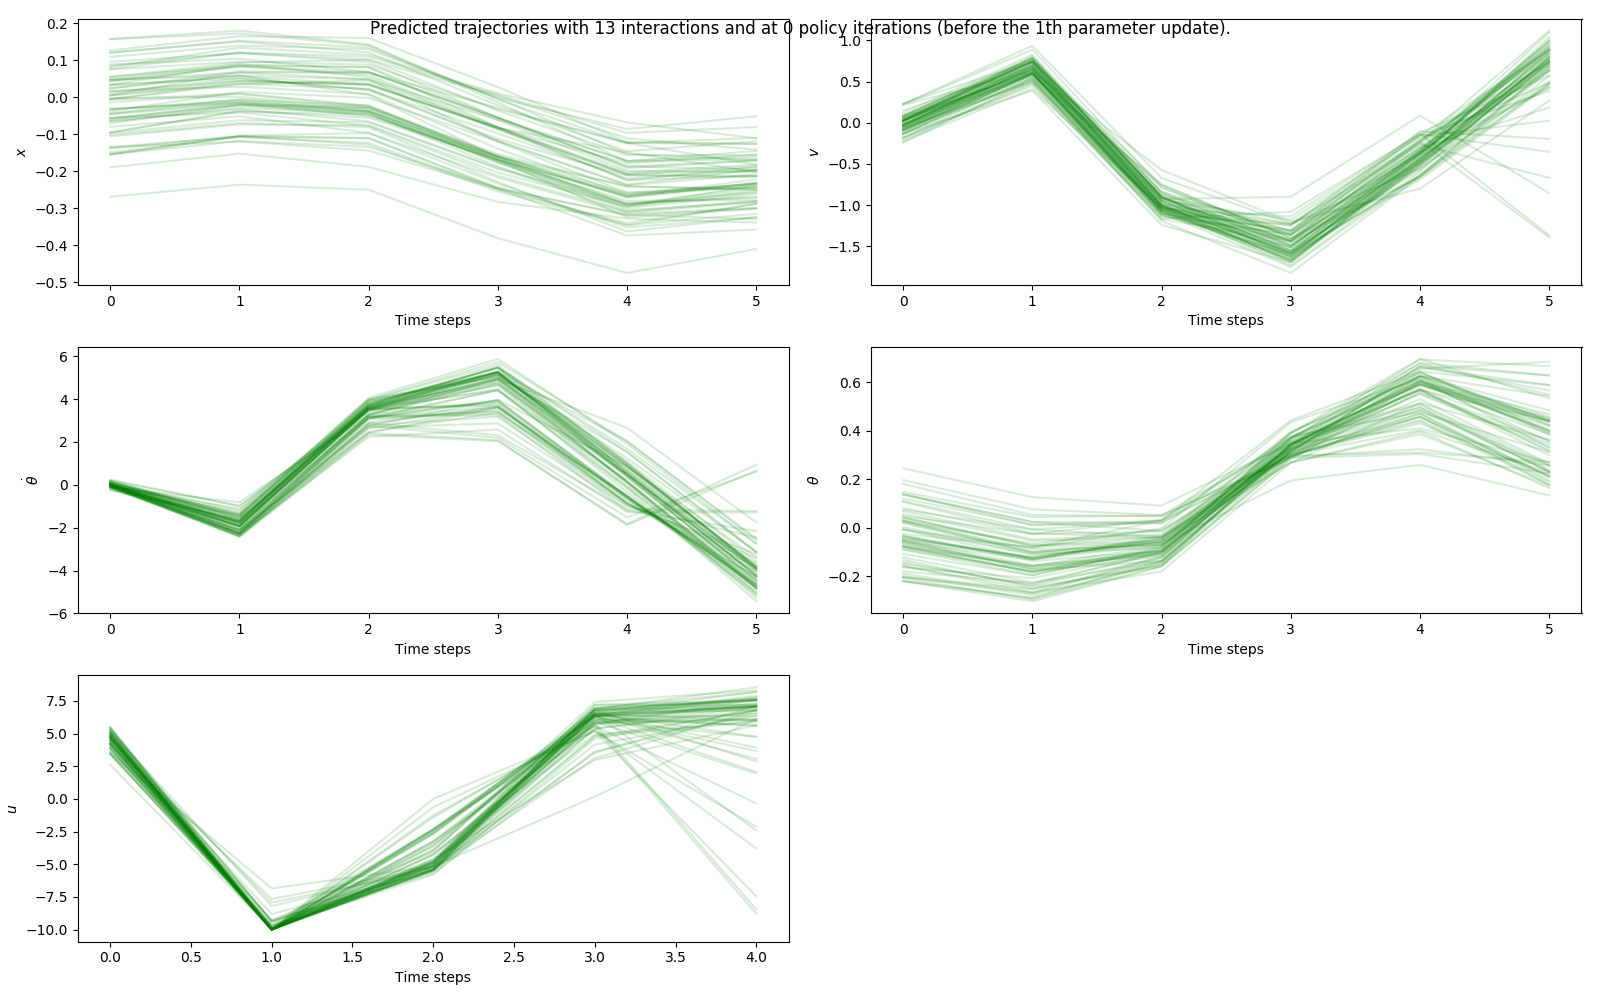 Predicted trajectories with 13 interactions and at 0 policy iterations (before the 1th parameter update).
0.2
0.1
0.0
−0.1
−0.2
−0.3
−0.4
−0.5
x
0 1 2 3 4 5
Time steps
1.0
0.5
0.0
−0.5
−1.0
−1.5
v
0 1 2 3 4 5
Time steps
6
4
2
0
−2
−4
−6
θ̇
0 1 2 3 4 5
Time steps
0.6
0.4
0.2
0.0
−0.2
θ
0 1 2 3 4 5
Time steps
7.5
5.0
2.5
0.0
−2.5
−5.0
−7.5
−10.0
u
0.0 0.5 1.0 1.5 2.0 2.5 3.0 3.5 4.0
Time steps